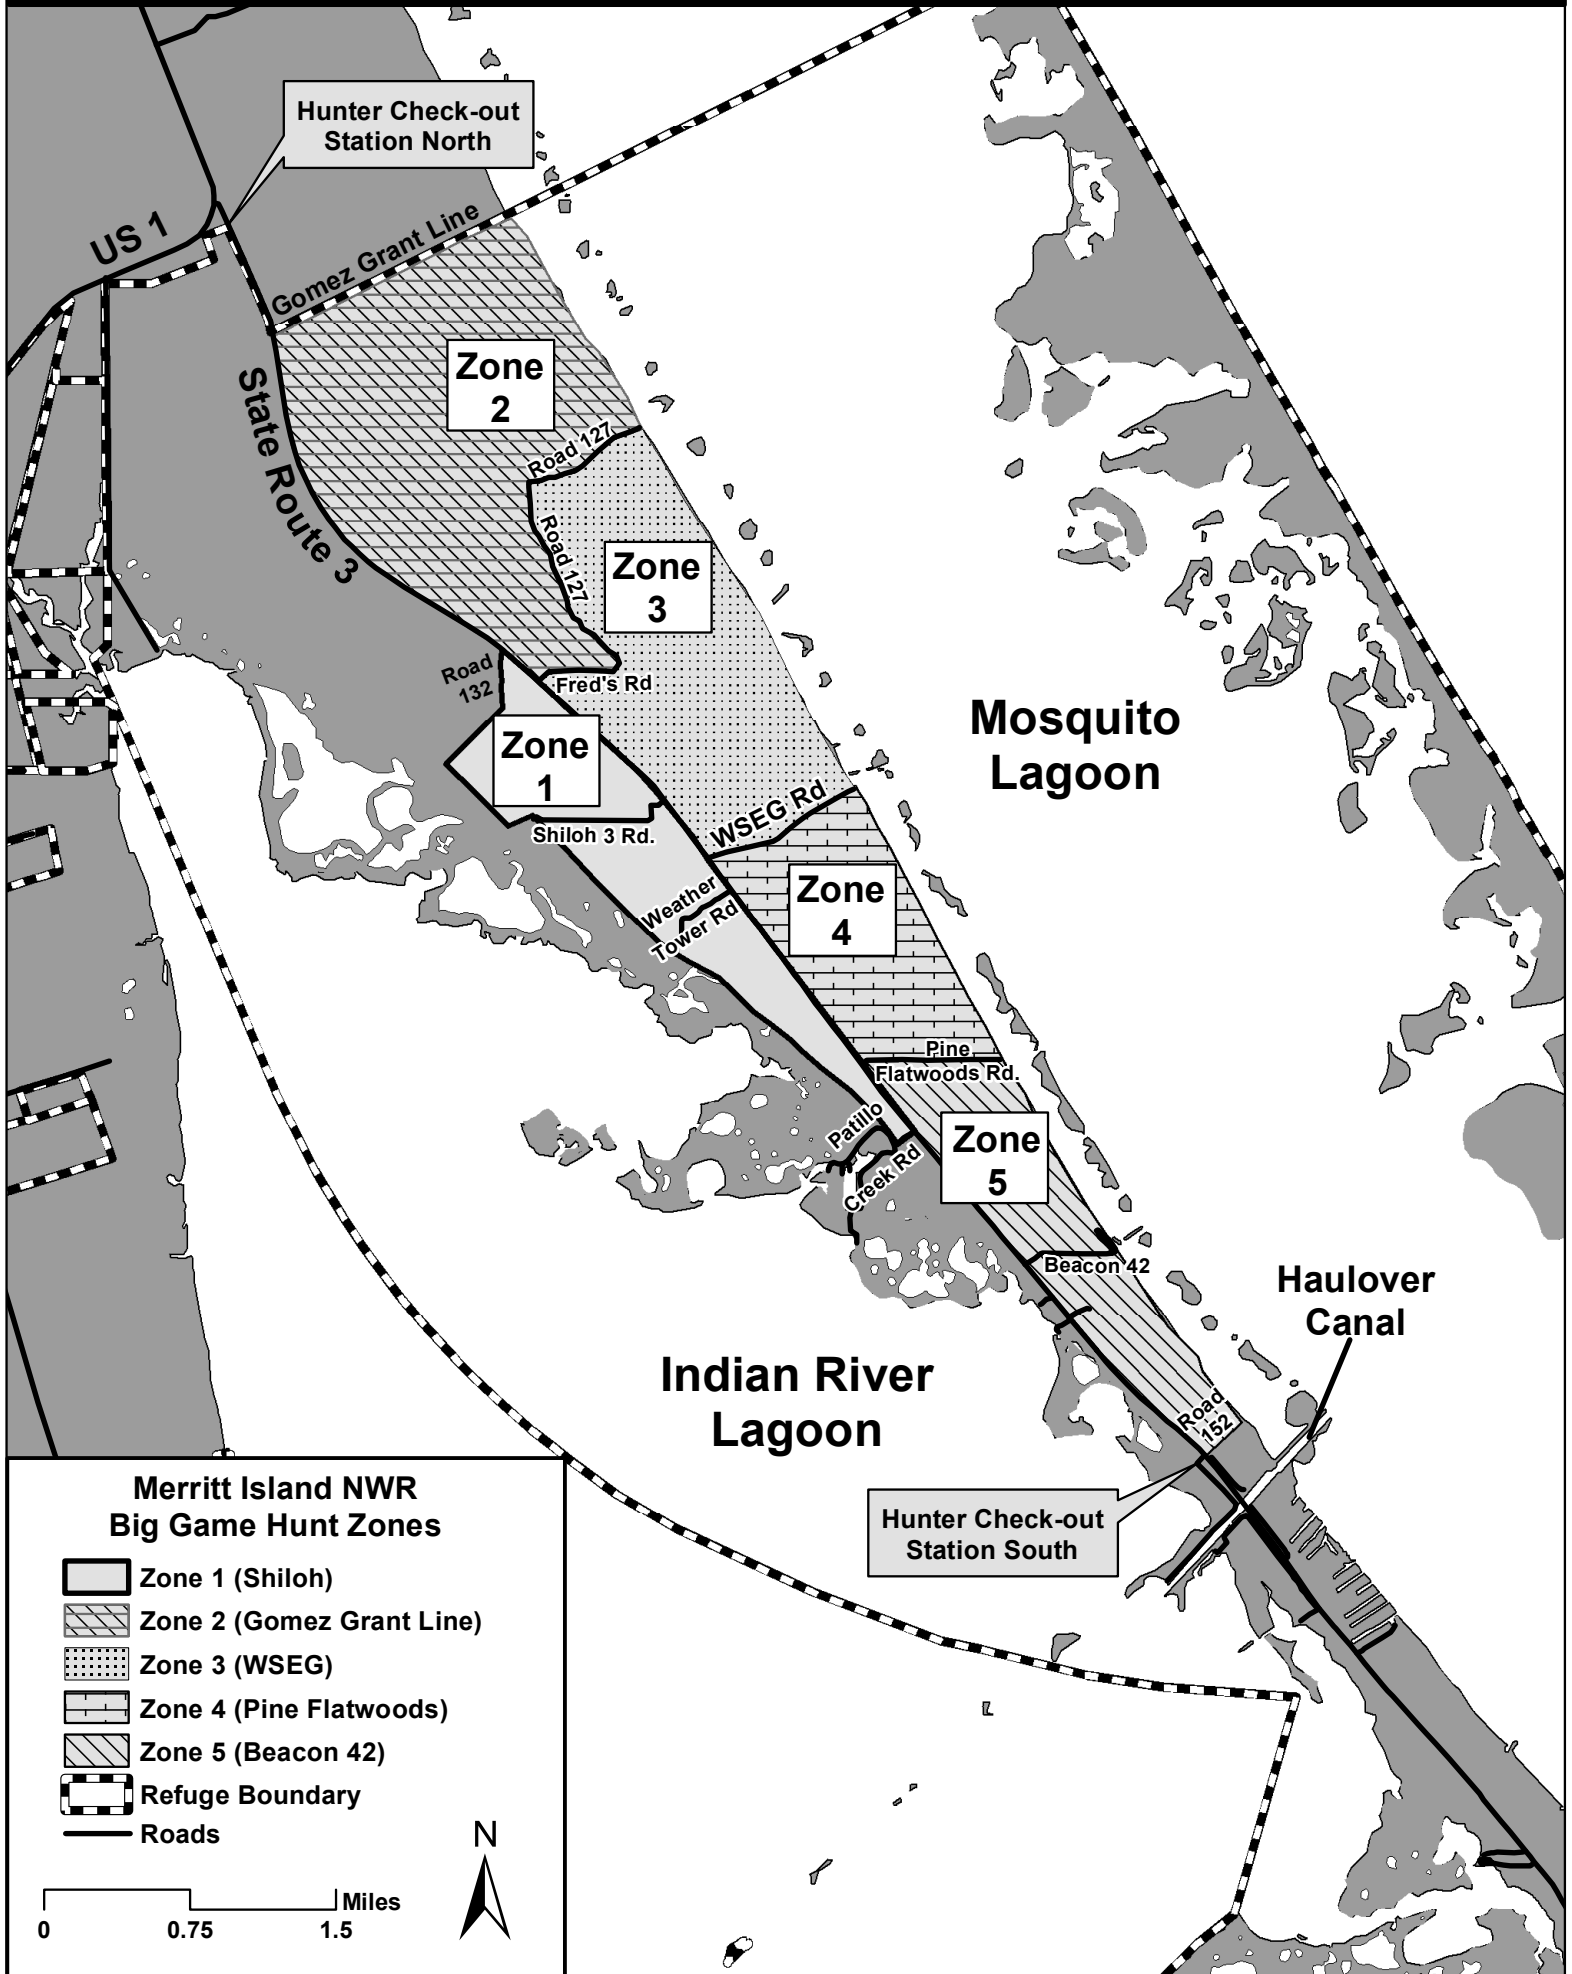 Hunter Check-out
Station North
US 1
Gomez Grant Line
State Route 3
Zone
2
Road 127
Road 127
Zone
3
Road
132
Fred's Rd
Zone
1
Mosquito
Lagoon
Shiloh 3 Rd.
WSEG Rd
Weather
Tower Rd
Zone
4
Pine
Flatwoods Rd.
Patillo
Creek Rd
Zone
5
Beacon 42
Haulover
Canal
Indian River
Lagoon
Road
152
Hunter Check-out
Station South
Merritt Island NWR
Big Game Hunt Zones
Zone 1 (Shiloh)
Zone 2 (Gomez Grant Line)
Zone 3 (WSEG)
Zone 4 (Pine Flatwoods)
Zone 5 (Beacon 42)
Refuge Boundary
Roads
N
Miles
0 0.75 1.5